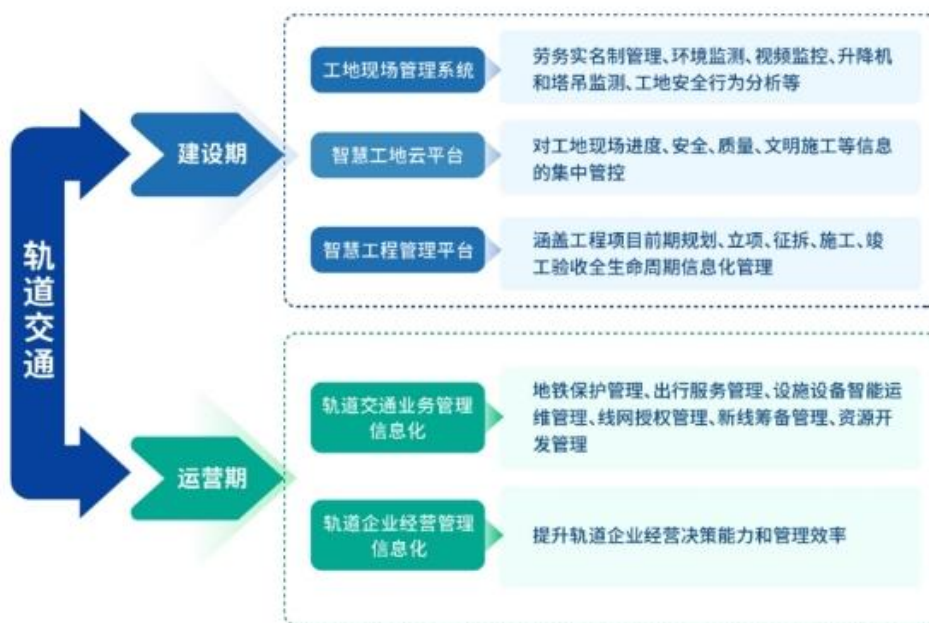 轨道交通
建设期
工地现场管理系统
劳务实名制管理、环境监测、视频监控、升降机
和塔吊监测、工地安全行为分析等
智慧工地云平台
对工地现场进度、安全、质量、文明施工等信息
的集中管控
智慧工程管理平台
涵盖工程项目前期规划、立项、征拆、施工、竣
工验收全生命周期信息化管理
运营期
轨道交通业务管理
信息化
地铁保护管理、出行服务管理、设施设备智能运
维管理、线网授权管理、新线筹备管理、资源开
发管理
轨道企业经营管理
信息化
提升轨道企业经营决策能力和管理效率